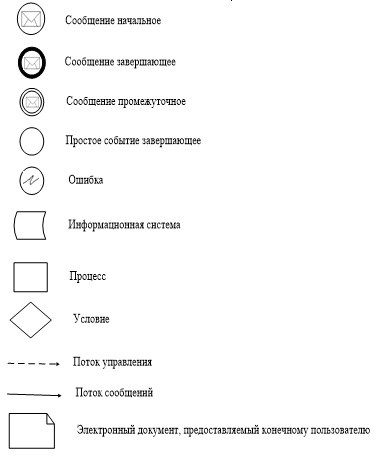 Сообщение начальное
Сообщение завершающее
Сообщение промежуточное
Простое событие завершающее
Ошибка
Информационная система
Процесс
Условие
Поток управления
Поток сообщений
Электронный документ, предоставляемый конечному пользователю